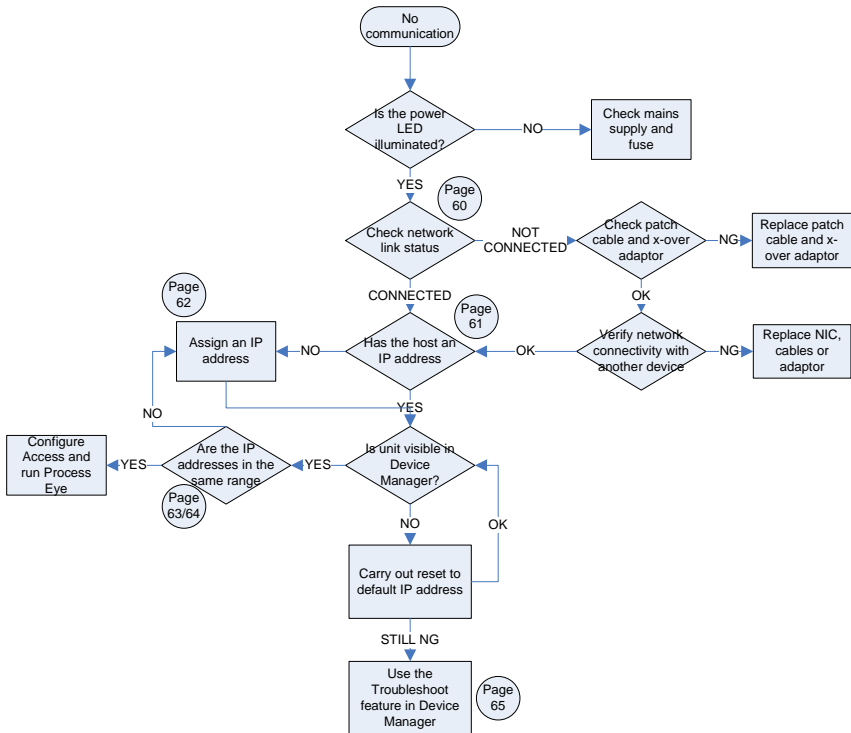 No
communication
Is the power
LED
illuminated?
NO
Check mains
supply and
fuse
YES
Page
60
Check network
link status
NOT
CONNECTED
Check patch
cable and x-over
adaptor
NG
Replace patch
cable and x-
over adaptor
CONNECTED
OK
Page
62
Page
61
Assign an IP
address
NO
Has the host an
IP address
OK
Verify network
connectivity with
another device
NG
Replace NIC,
cables or
adaptor
NO
YES
Configure
Access and
run Process
Eye
YES
Are the IP
addresses in the
same range
YES
Is unit visible in
Device
Manager?
Page
63/64
NO
OK
Carry out reset to
default IP address
STILL NG
Use the
Troubleshoot
feature in Device
Manager
Page
65